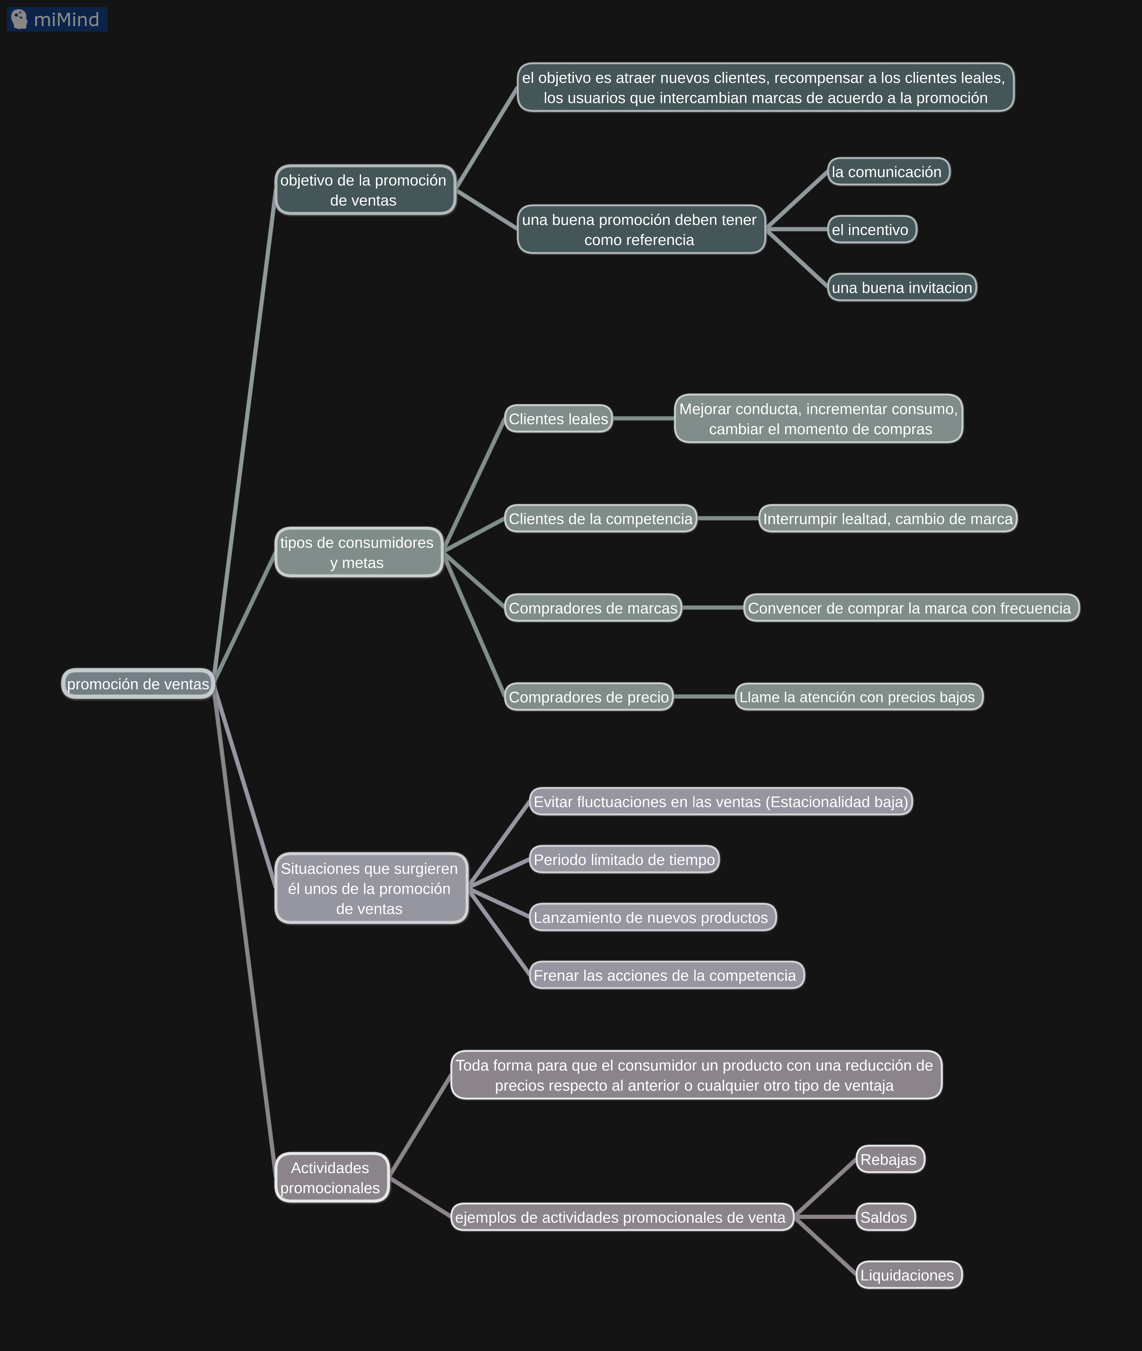 miMind
el objetivo es atraer nuevos clientes, recompensar a los clientes leales,
los usuarios que intercambian marcas de acuerdo a la promoción
objetivo de la promoción
de ventas
una buena promoción deben tener
como referencia
la comunicación
el incentivo
una buena invitacion
Clientes leales
Mejorar conducta, incrementar consumo,
cambiar el momento de compras
Clientes de la competencia
Interrumpir lealtad, cambio de marca
tipos de consumidores
y metas
Compradores de marcas
Convencer de comprar la marca con frecuencia
Compradores de precio
Llame la atención con precios bajos
promoción de ventas
Evitar fluctuaciones en las ventas (Estacionalidad baja)
Periodo limitado de tiempo
Situaciones que surgieren
él unos de la promoción
de ventas
Lanzamiento de nuevos productos
Frenar las acciones de la competencia
Toda forma para que el consumidor un producto con una reducción de
precios respecto al anterior o cualquier otro tipo de ventaja
Actividades
promocionales
ejemplos de actividades promocionales de venta
Rebajas
Saldos
Liquidaciones